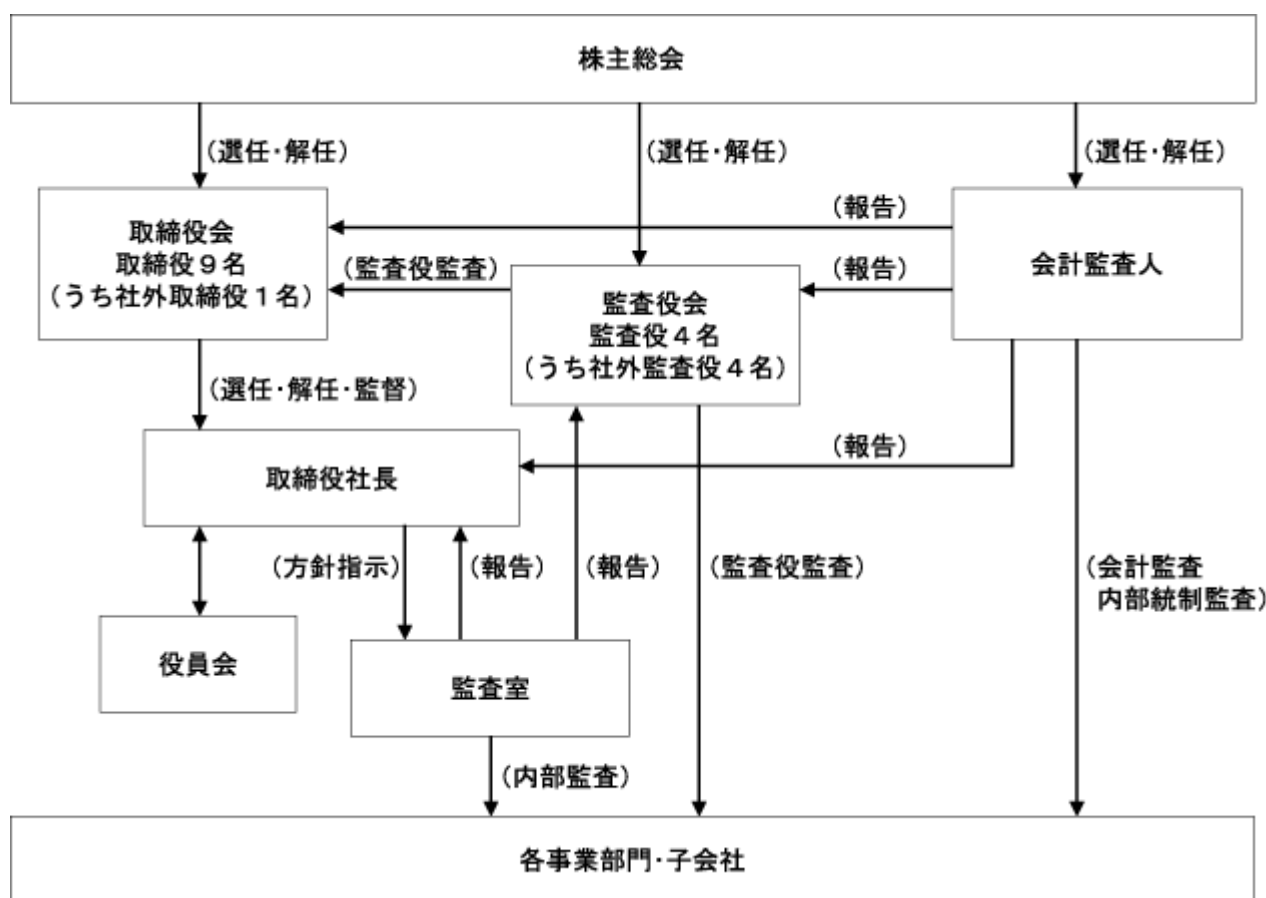 株主総会
(選任・解任)
(選任・解任)
(選任・解任)
取締役会
取締役9名
(うち社外取締役1名)
(報告)
会計監査人
(監査役監査)
(報告)
監査役会
監査役4名
(うち社外監査役4名)
(選任・解任・監督)
(報告)
取締役社長
(方針指示)
(報告)
(報告)
(監査役監査)
(会計監査
内部統制監査)
役員会
監査室
(内部監査)
各事業部門・子会社